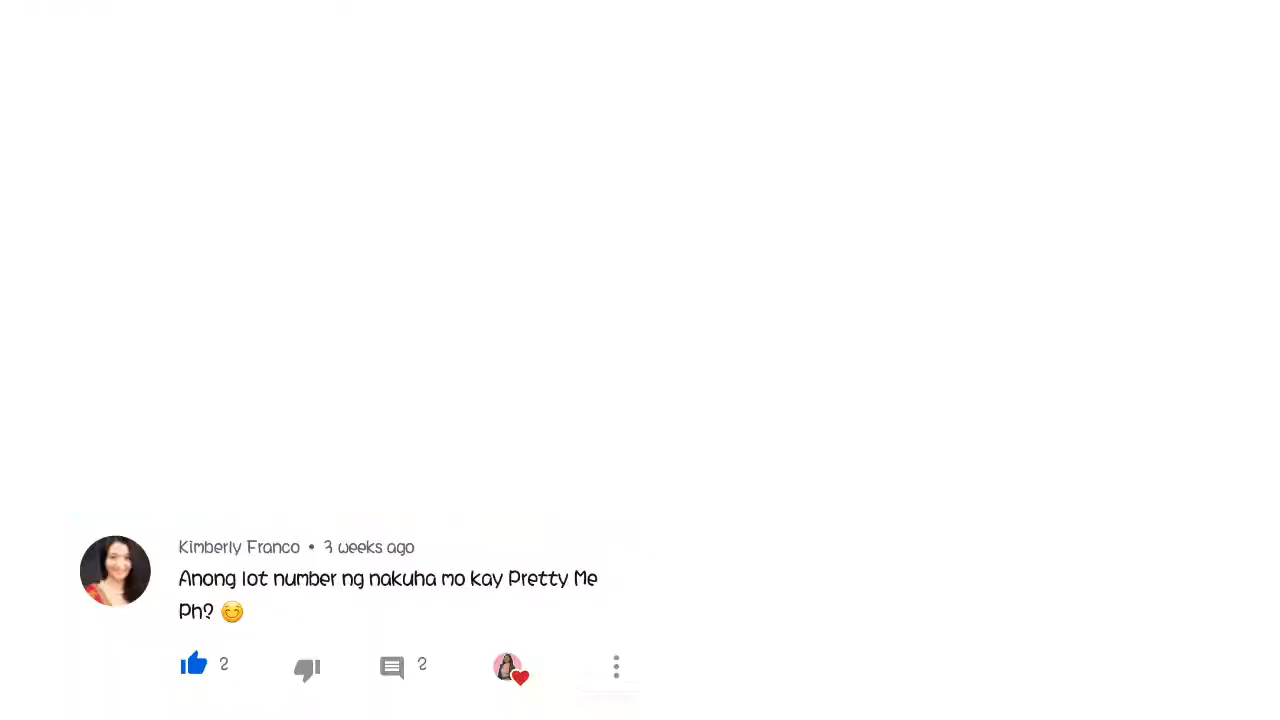 Kimberly Franco • 3 weeks ago
Anong lot number ng nakuha mo kay Pretty Me
Ph? 😊
2 2